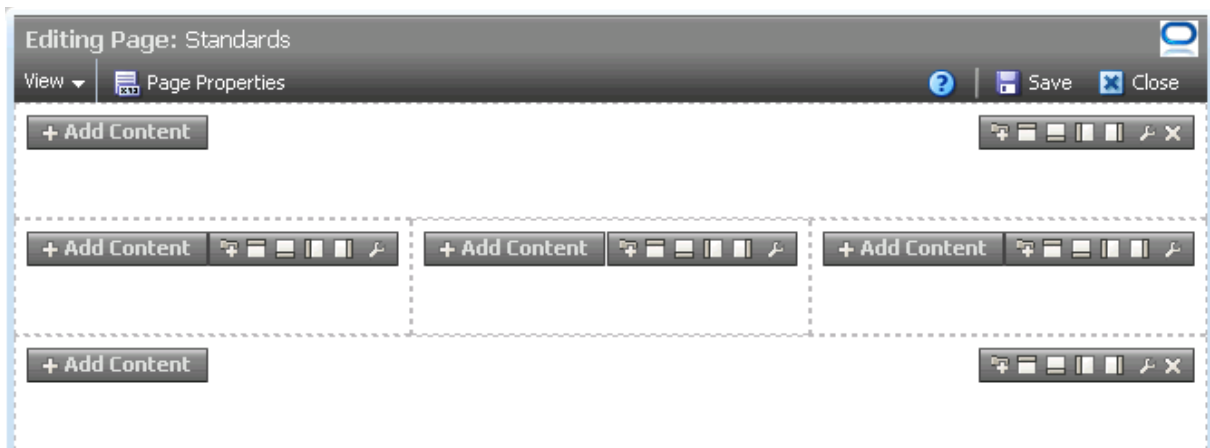 Editing Page: Standards
View Page Properties Save Close
+ Add Content
+ Add Content + Add Content + Add Content
+ Add Content